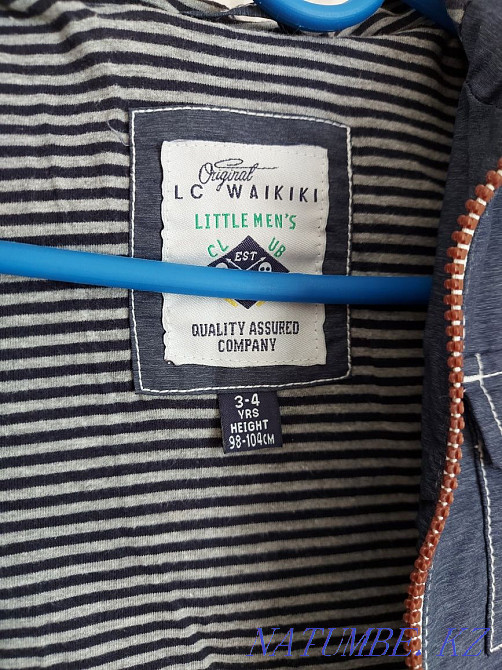 Original
LC WAIKIKI
LITTLE MEN'S
CL UB
EST
QUALITY ASSURED
COMPANY
3-4
YRS
HEIGHT
98-104CM
NATUMBE.KZ